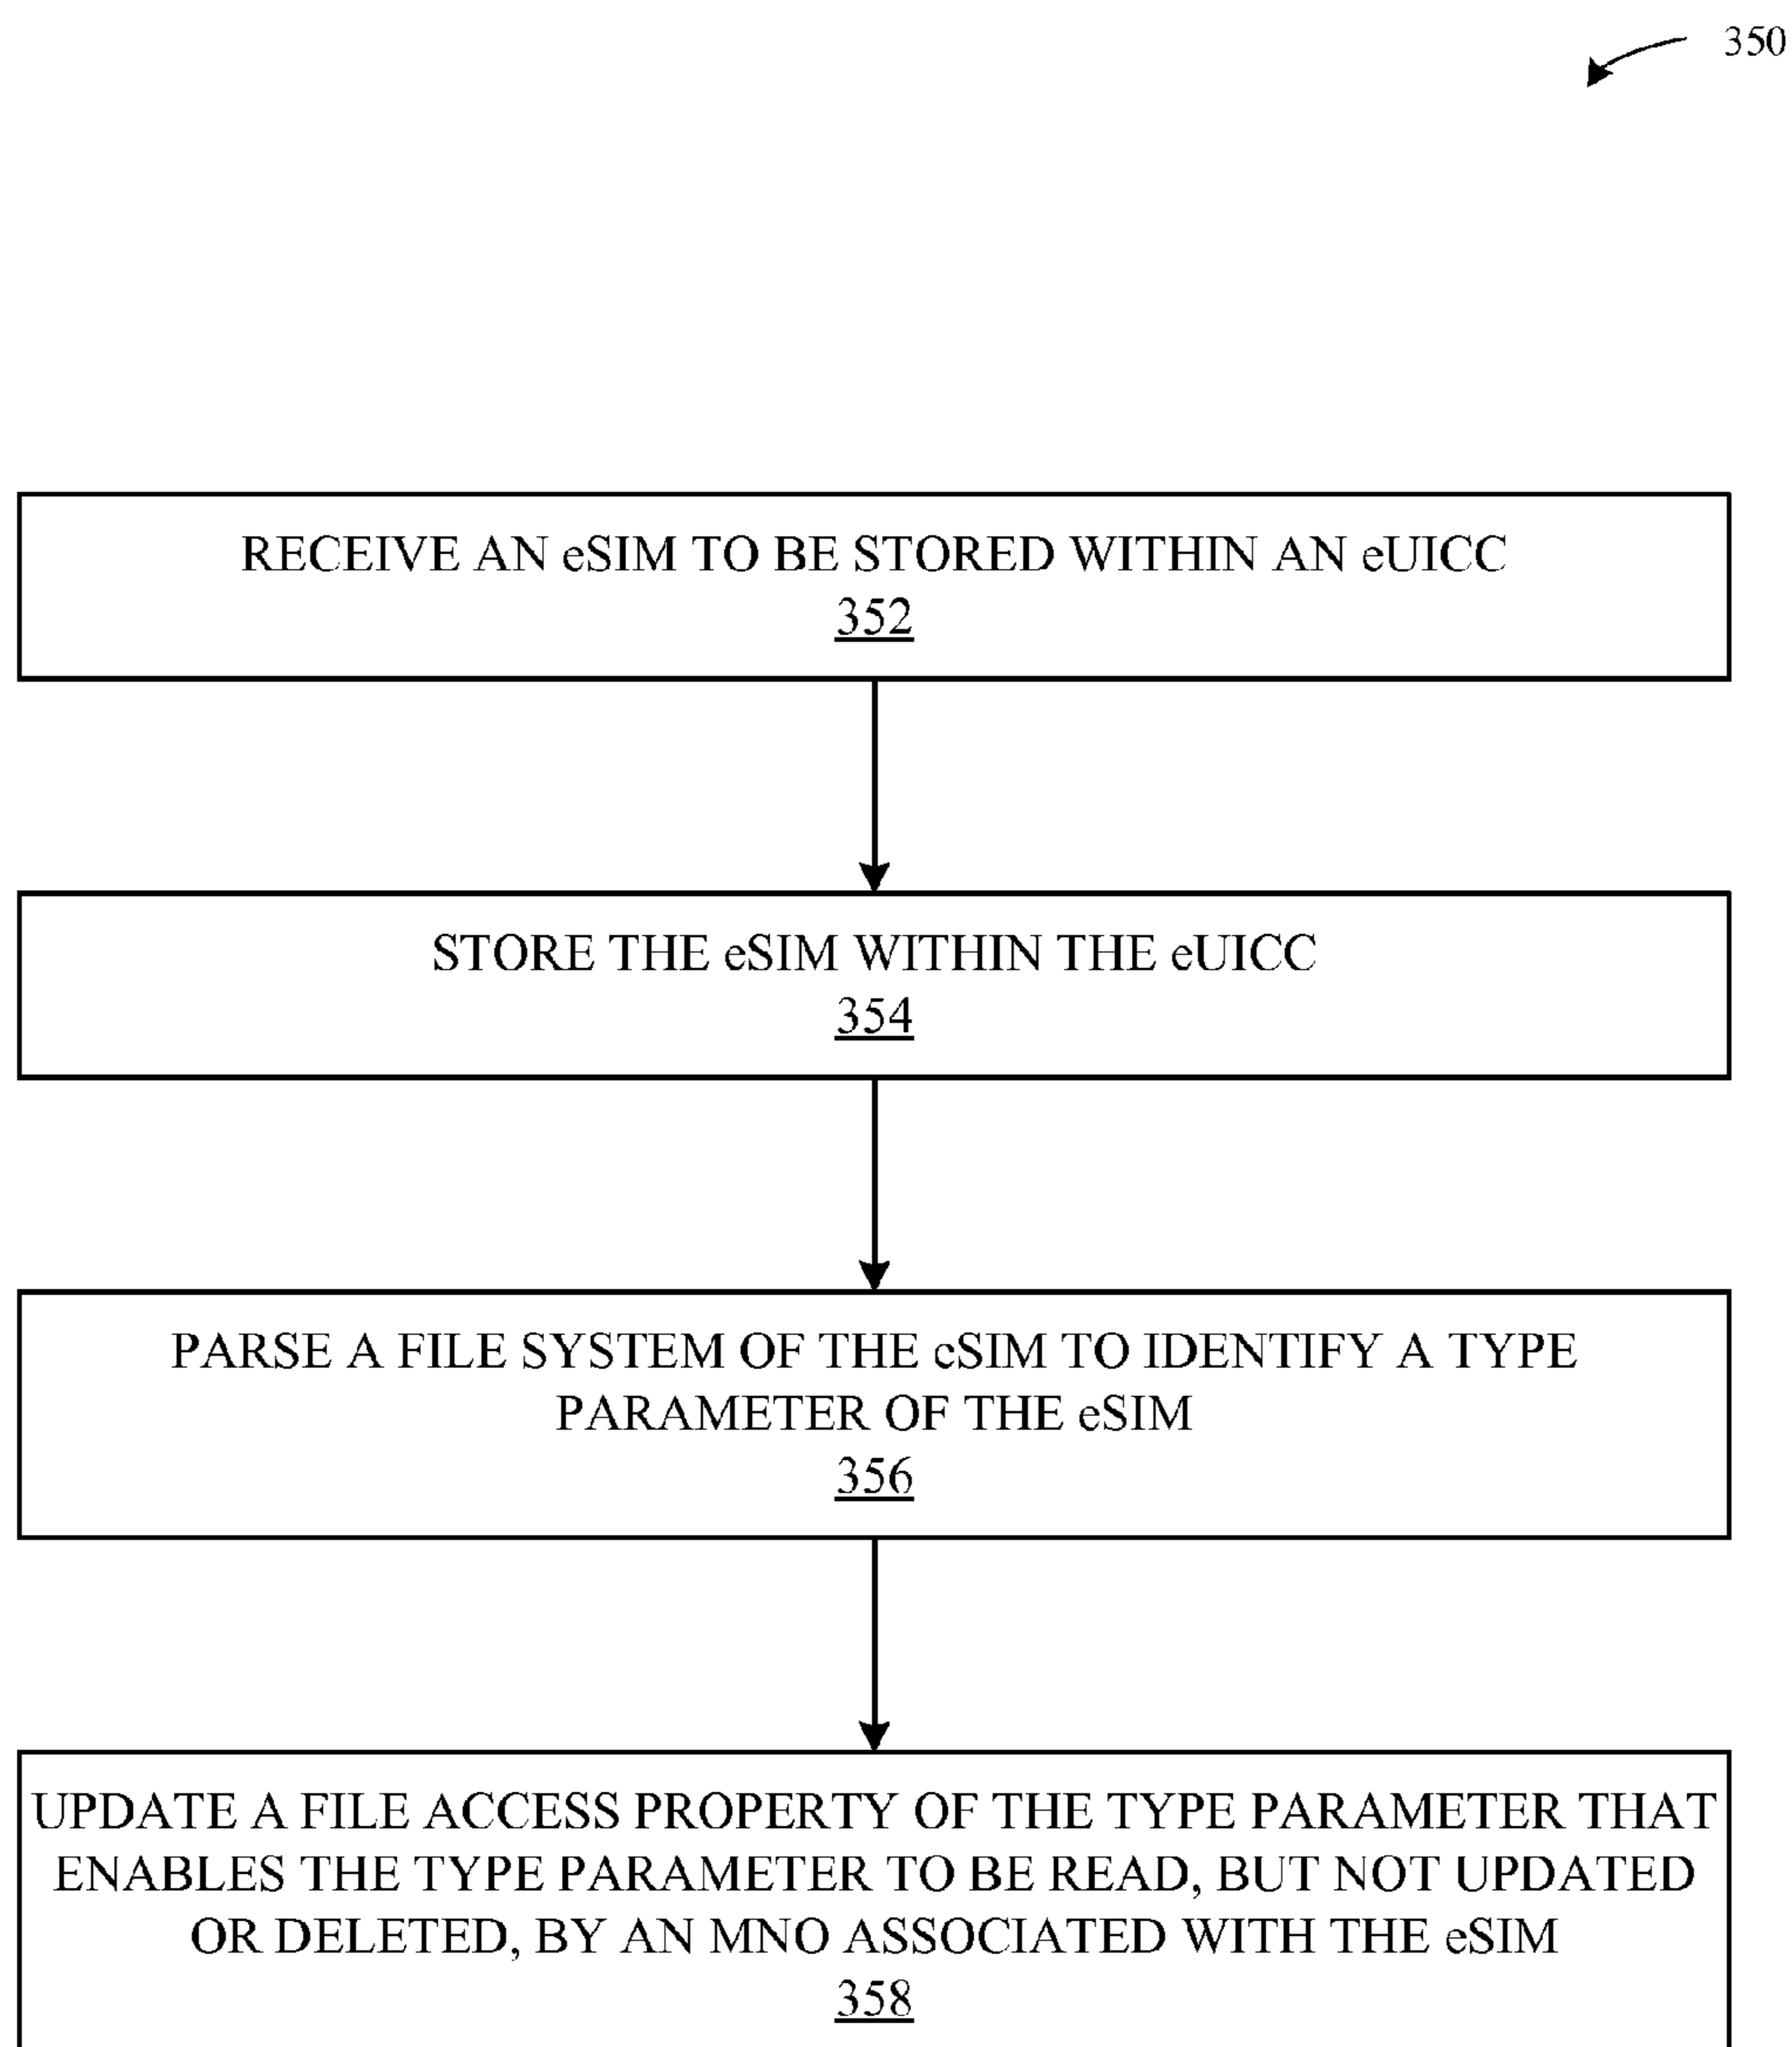 350
RECEIVE AN eSIM TO BE STORED WITHIN AN eUICC
352
STORE THE eSIM WITHIN THE eUICC
354
PARSE A FILE SYSTEM OF THE eSIM TO IDENTIFY A TYPE
PARAMETER OF THE eSIM
356
UPDATE A FILE ACCESS PROPERTY OF THE TYPE PARAMETER THAT
ENABLES THE TYPE PARAMETER TO BE READ, BUT NOT UPDATED
OR DELETED, BY AN MNO ASSOCIATED WITH THE eSIM
358